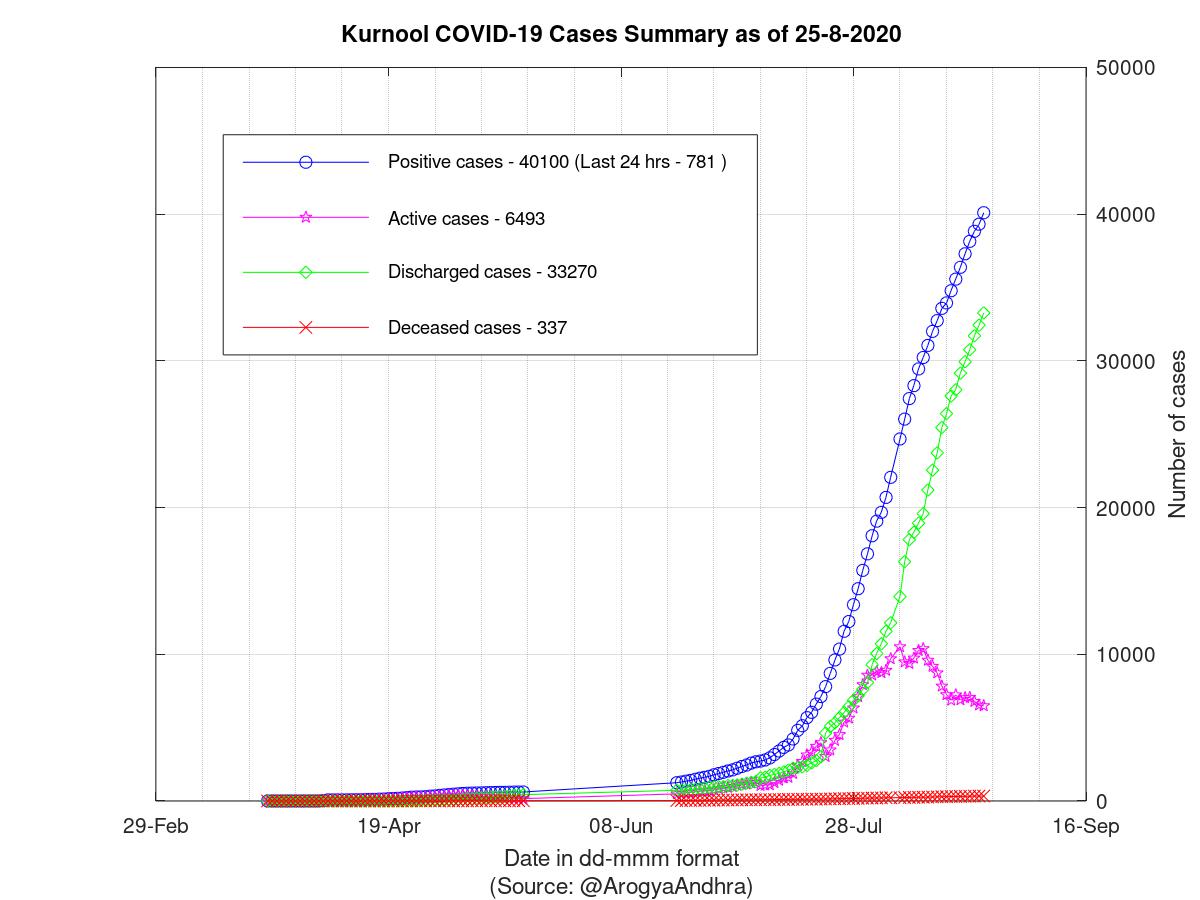 Kurnool COVID-19 Cases Summary as of 25-8-2020
50000
40000
30000
20000
10000
0
Number of cases
Positive cases - 40100 (Last 24 hrs - 781 )
Active cases - 6493
Discharged cases - 33270
Deceased cases - 337
29-Feb 19-Apr 08-Jun 28-Jul 16-Sep
Date in dd-mmm format
(Source: @ArogyaAndhra)